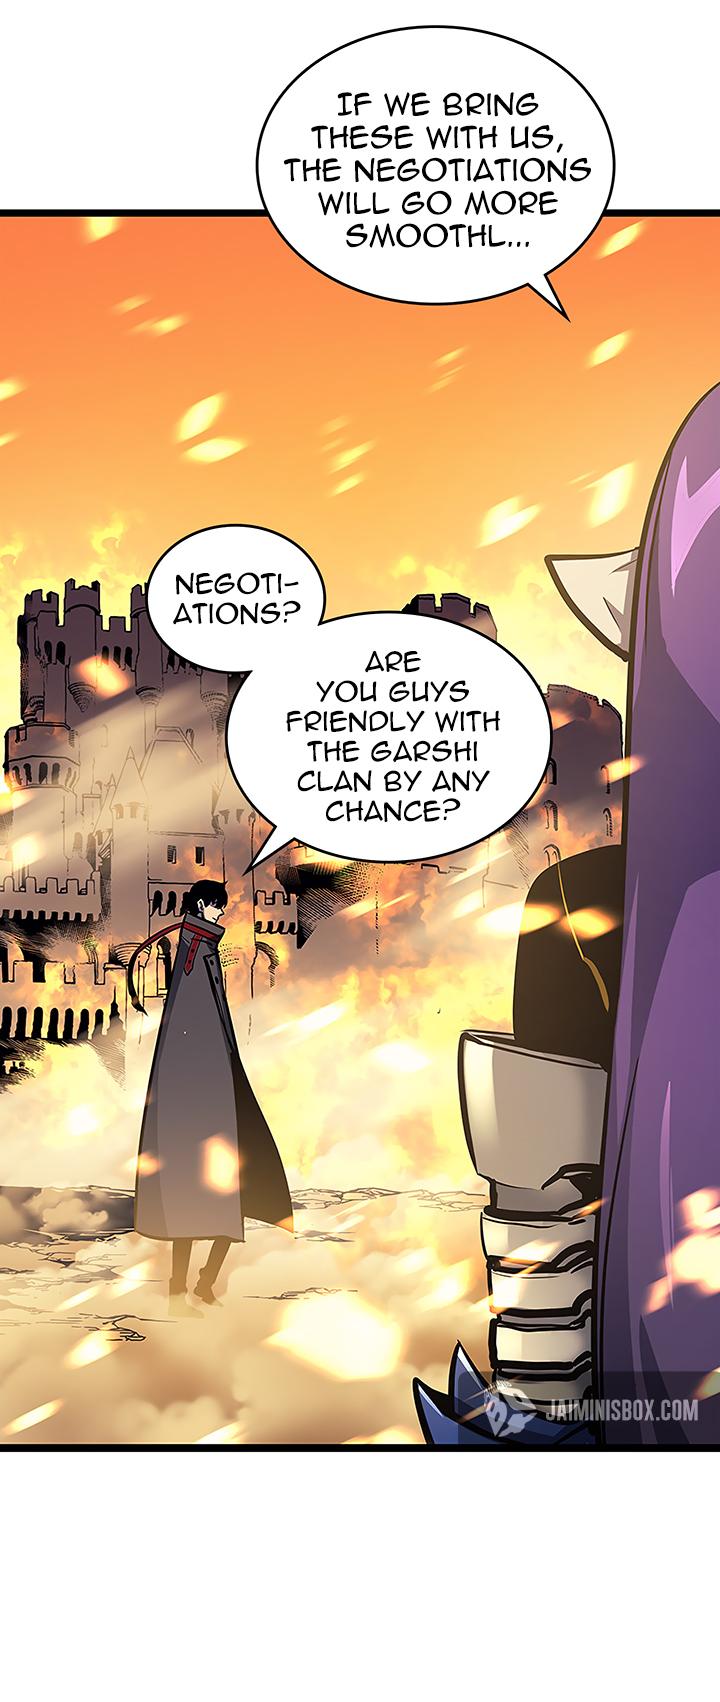 IF WE BRING
THESE WITH US,
THE NEGOTIATIONS
WILL GO MORE
SMOOTHL...
NEGOTI-
ATIONS?
ARE
YOU GUYS
FRIENDLY WITH
THE GARSHI
CLAN BY ANY
CHANCE?
JAIMINISBOX.COM